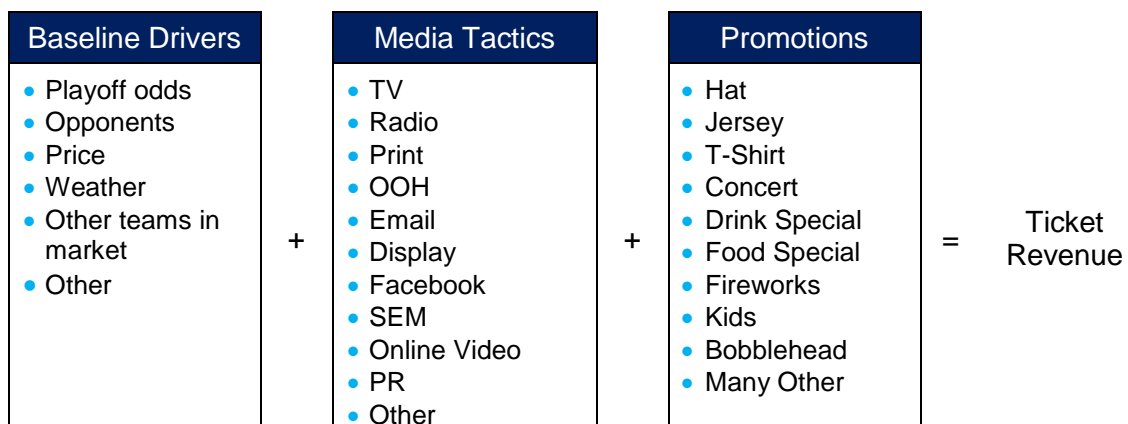 Baseline Drivers
• Playoff odds
• Opponents
• Price
• Weather
• Other teams in
market
• Other
+
Media Tactics
• TV
• Radio
• Print
• OOH
• Email
• Display
• Facebook
• SEM
• Online Video
• PR
• Other
+
Promotions
• Hat
• Jersey
• T-Shirt
• Concert
• Drink Special
• Food Special
• Fireworks
• Kids
• Bobblehead
• Many Other
=
Ticket
Revenue